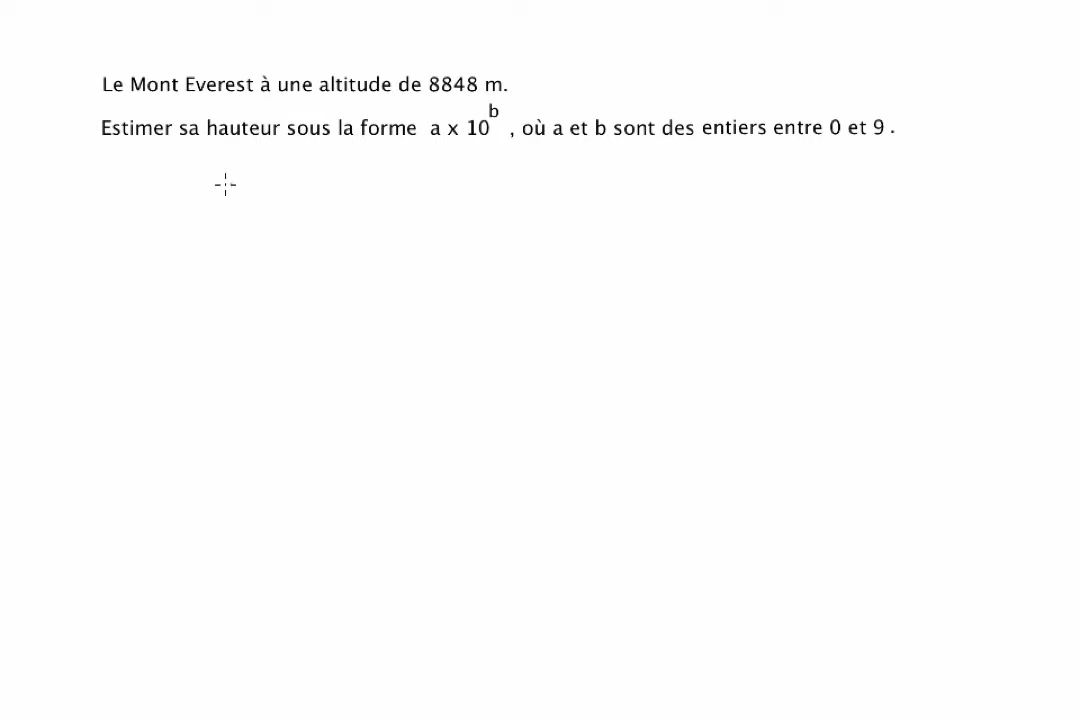 Le Mont Everest à une altitude de 8848 m.
Estimer sa hauteur sous la forme a x 10^b , où a et b sont des entiers entre 0 et 9 .